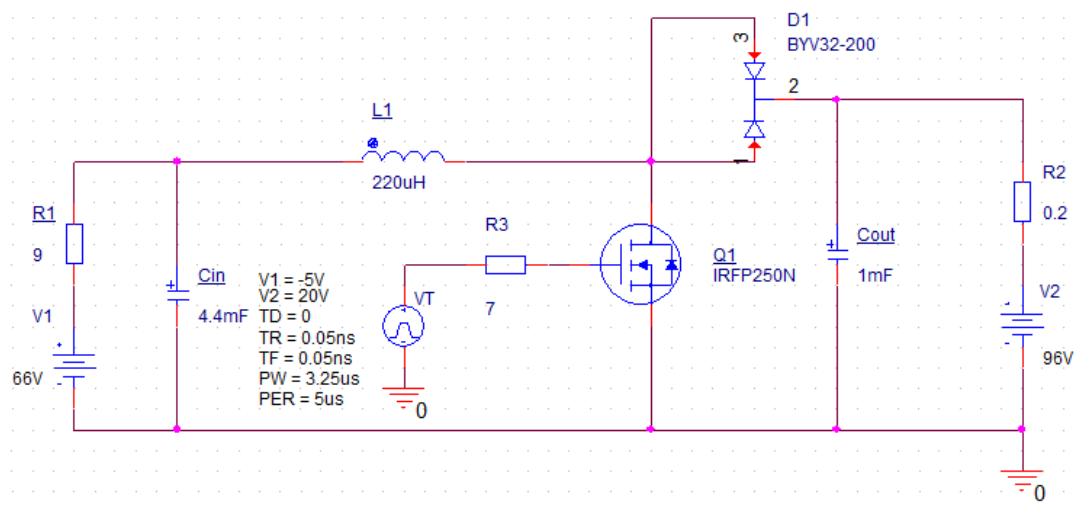 D1
BYV32-200
3
2
1
L1
220uH
R1
9
Cin
4.4mF
V1
66V
V1 = -5V
V2 = 20V
TD = 0
TR = 0.05ns
TF = 0.05ns
PW = 3.25us
PER = 5us
VT
0
R3
7
Q1
IRFP250N
Cout
1mF
R2
0.2
V2
96V
0